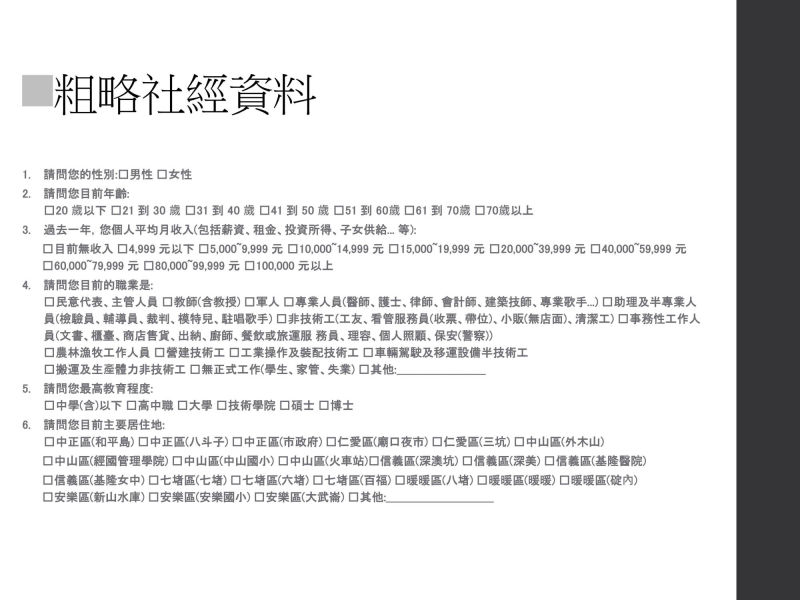 粗略社經資料
1. 請問您的性別:□男性 □女性
2. 請問您目前年齡:
□20 歲以下 □21 到 30 歲 □31 到 40 歲 □41 到 50 歲 □51 到 60歲 □61 到 70歲 □70歲以上
3. 過去一年，您個人平均月收入(包括薪資、租金、投資所得、子女供給... 等):
□目前無收入 □4,999 元以下 □5,000~9,999 元 □10,000~14,999 元 □15,000~19,999 元 □20,000~39,999 元 □40,000~59,999 元
□60,000~79,999 元 □80,000~99,999 元 □100,000 元以上
4. 請問您目前的職業是:
□民意代表、主管人員 □教師(含教授) □軍人 □專業人員(醫師、護士、律師、會計師、建築技師、專業歌手...) □助理及半專業人
員(檢驗員、輔導員、裁判、模特兒、駐唱歌手) □非技術工(工友、看管服務員(收票、帶位)、小販(無店面)、清潔工) □事務性工作人
員(文書、櫃臺、商店售貨、出納、廚師、餐飲或旅運服 務員、理容、個人照顧、保安(警察))
□農林漁牧工作人員 □營建技術工 □工業操作及裝配技術工 □車輛駕駛及移運設備半技術工
□搬運及生產體力非技術工 □無正式工作(學生、家管、失業) □其他:_______________
5. 請問您最高教育程度:
□中學(含)以下 □高中職 □大學 □技術學院 □碩士 □博士
6. 請問您目前主要居住地:
□中正區(和平島) □中正區(八斗子) □中正區(市政府) □仁愛區(廟口夜市) □仁愛區(三坑) □中山區(外木山)
□中山區(經國管理學院) □中山區(中山國小) □中山區(火車站)□信義區(深澳坑) □信義區(深美) □信義區(基隆醫院)
□信義區(基隆女中) □七堵區(七堵) □七堵區(六堵) □七堵區(百福) □暖暖區(八堵) □暖暖區(暖暖) □暖暖區(碇內)
□安樂區(新山水庫) □安樂區(安樂國小) □安樂區(大武崙) □其他:__________________